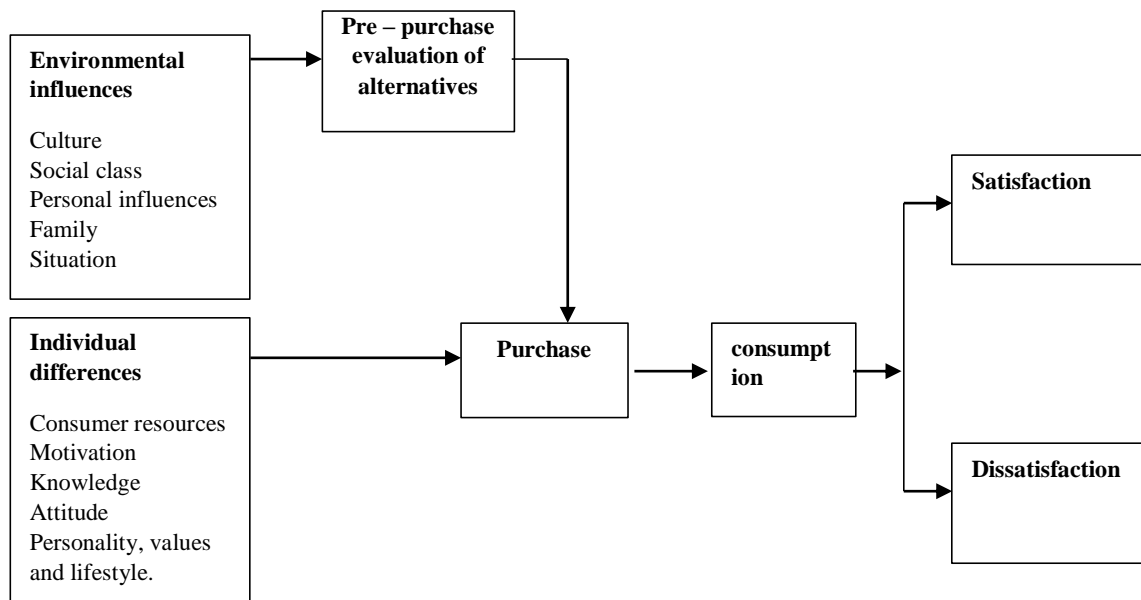 Environmental
influences
Culture
Social class
Personal influences
Family
Situation
Pre – purchase
evaluation of
alternatives
Individual
differences
Consumer resources
Motivation
Knowledge
Attitude
Personality, values
and lifestyle.
Purchase
consumpt
ion
Satisfaction
Dissatisfaction